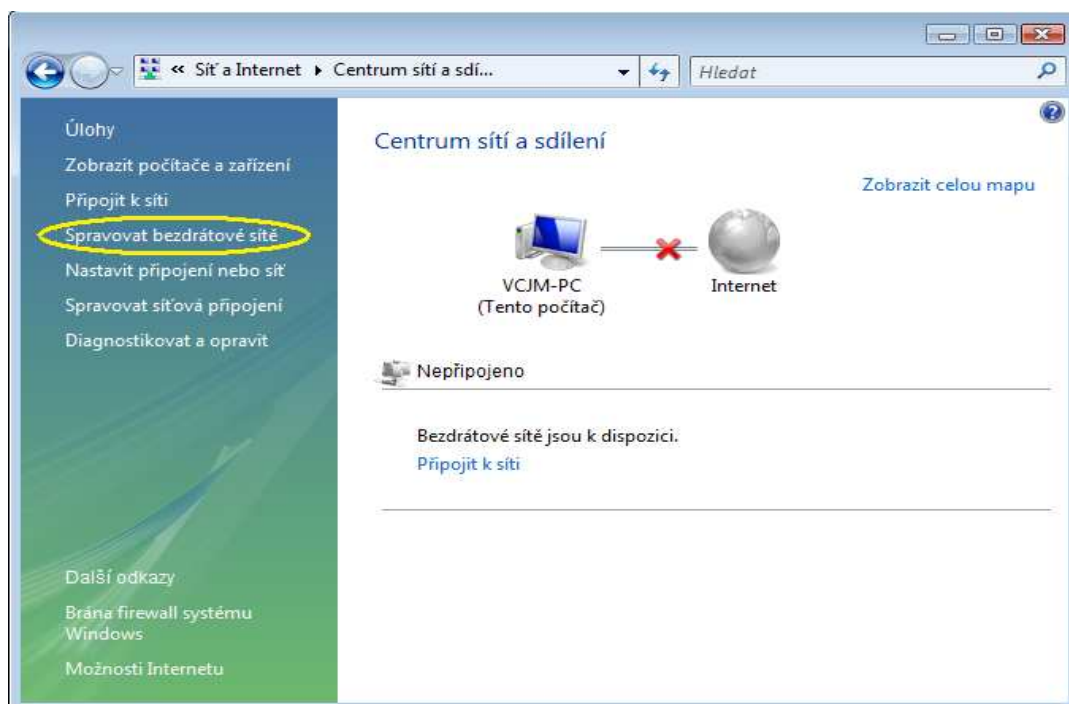 « Síť a Internet ▸ Centrum sítí a sdí...
Hledat
Úlohy
Zobrazit počítače a zařízení
Připojit k síti
Spravovat bezdrátové sítě
Nastavit připojení nebo síť
Spravovat síťová připojení
Diagnostikovat a opravit
Další odkazy
Brána firewall systému
Windows
Možnosti Internetu
Centrum sítí a sdílení
Zobrazit celou mapu
VCJM-PC
(Tento počítač)
Internet
Nepřipojeno
Bezdrátové sítě jsou k dispozici.
Připojit k síti